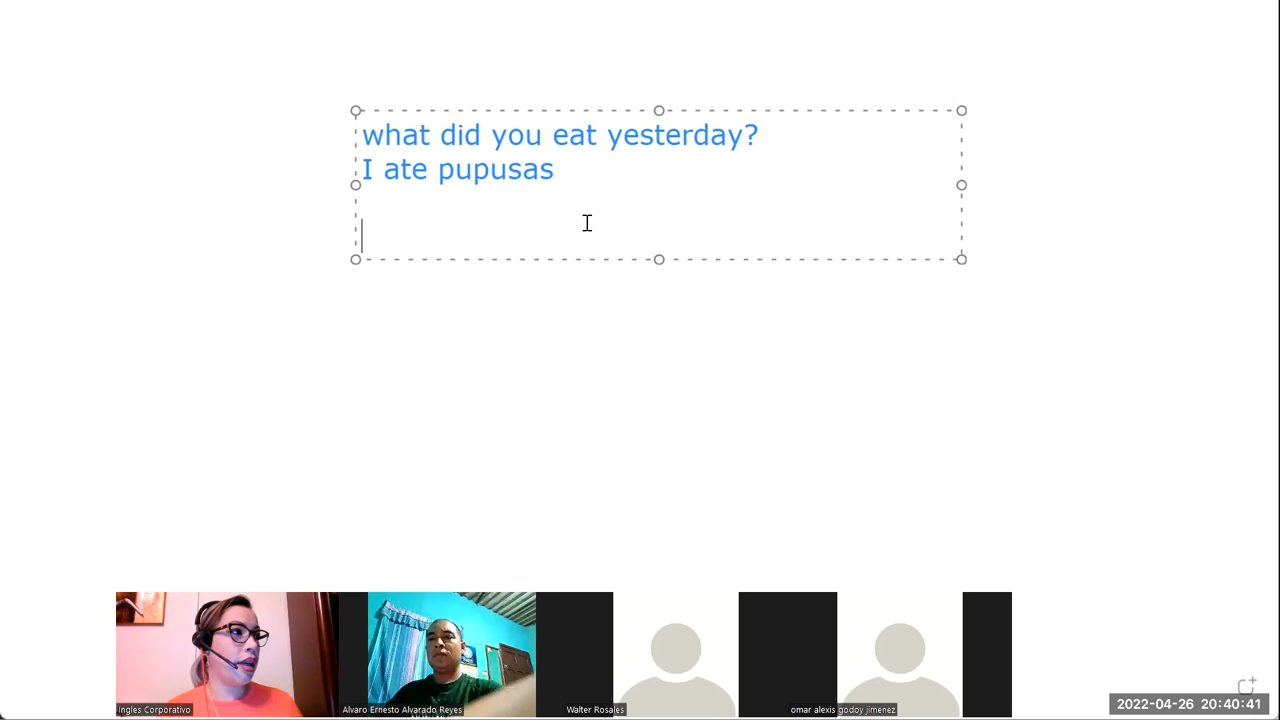 what did you eat yesterday?
I ate pupusas
Ingles Corporativo
Alvaro Ernesto Alvarado Reyes
Walter Rosales
omar alexis godoy jimenez
2022-04-26 20:40:41